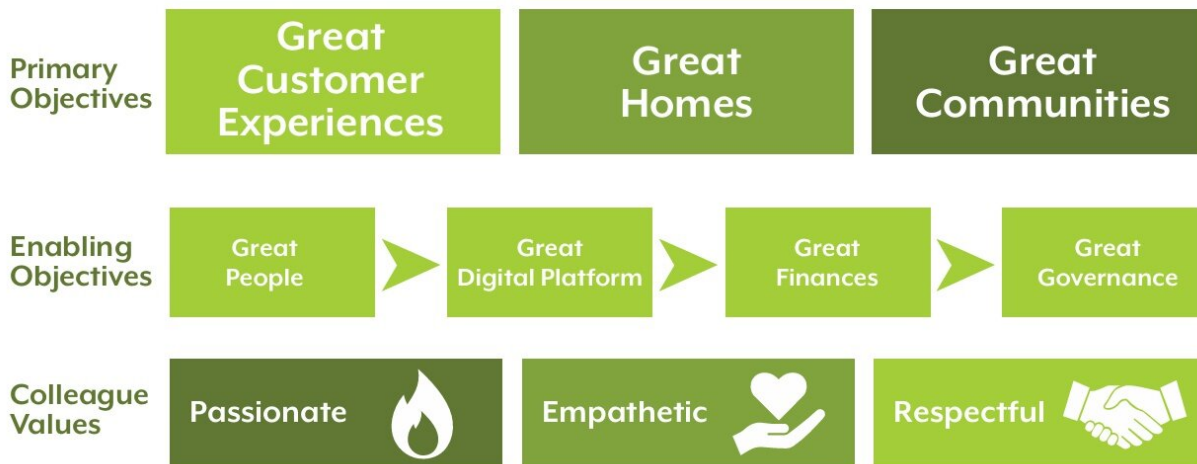 Primary
Objectives
Great
Customer
Experiences
Great
Homes
Great
Communities
Enabling
Objectives
Great
People
Great
Digital Platform
Great
Finances
Great
Governance
Colleague
Values
Passionate
Empathetic
Respectful